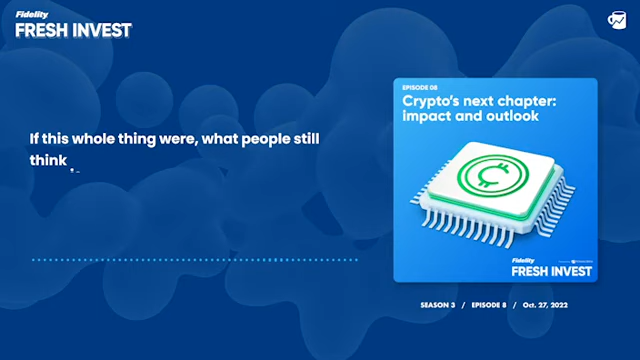 Fidelity
FRESH INVEST
If this whole thing were, what people still
think
EPISODE 08
Crypto's next chapter:
impact and outlook
Fidelity
FRESH INVEST
SEASON 3 / EPISODE 8 / Oct. 27, 2022